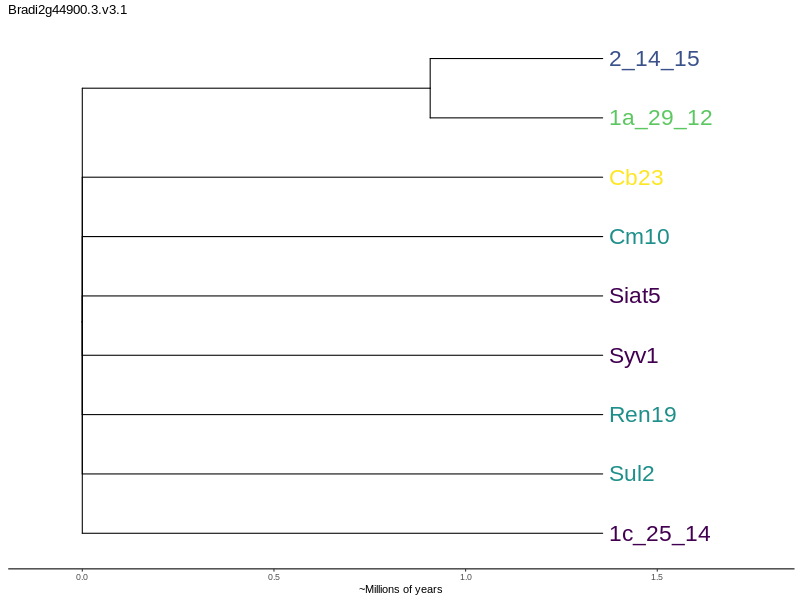 Bradi2g44900.3.v3.1
2_14_15
1a_29_12
Cb23
Cm10
Siat5
Syv1
Ren19
Sul2
1c_25_14
0.0 0.5 1.0 1.5
~Millions of years